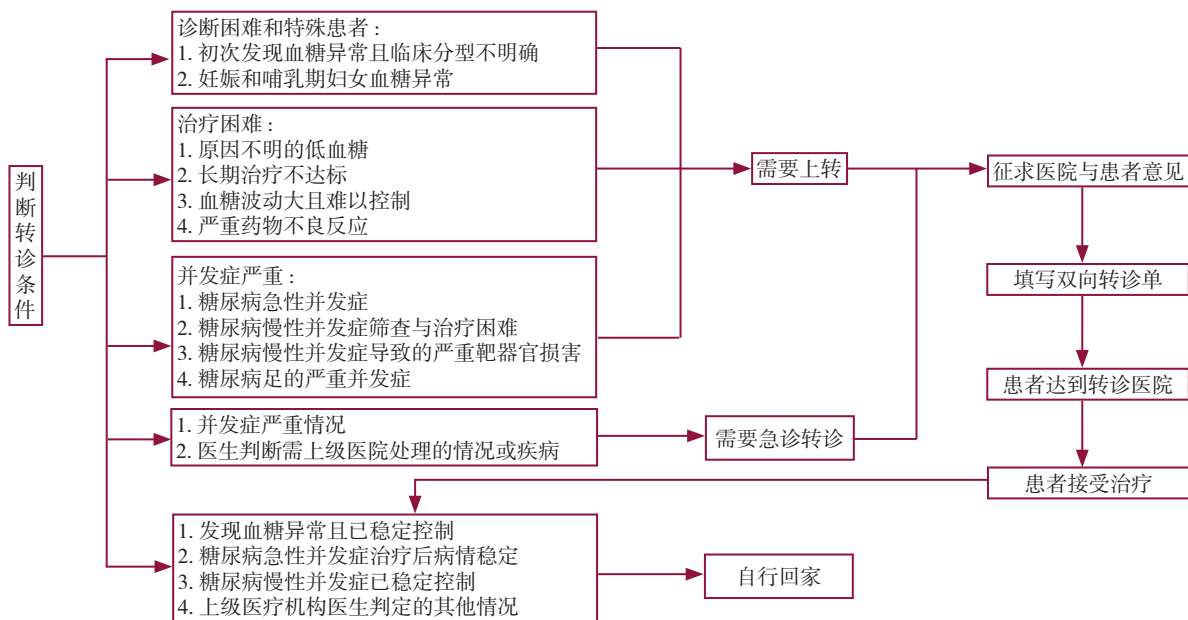 判断转诊条件
诊断困难和特殊患者：
1. 初次发现血糖异常且临床分型不明确
2. 妊娠和哺乳期妇女血糖异常
治疗困难：
1. 原因不明的低血糖
2. 长期治疗不达标
3. 血糖波动大且难以控制
4. 严重药物不良反应
并发症严重：
1. 糖尿病急性并发症
2. 糖尿病慢性并发症筛查与治疗困难
3. 糖尿病慢性并发症导致的严重靶器官损害
4. 糖尿病足的严重并发症
1. 并发症严重情况
2. 医生判断需上级医院处理的情况或疾病
1. 发现血糖异常且已稳定控制
2. 糖尿病急性并发症治疗后病情稳定
3. 糖尿病慢性并发症已稳定控制
4. 上级医疗机构医生判定的其他情况
需要上转
需要急诊转诊
自行回家
征求医院与患者意见
填写双向转诊单
患者达到转诊医院
患者接受治疗